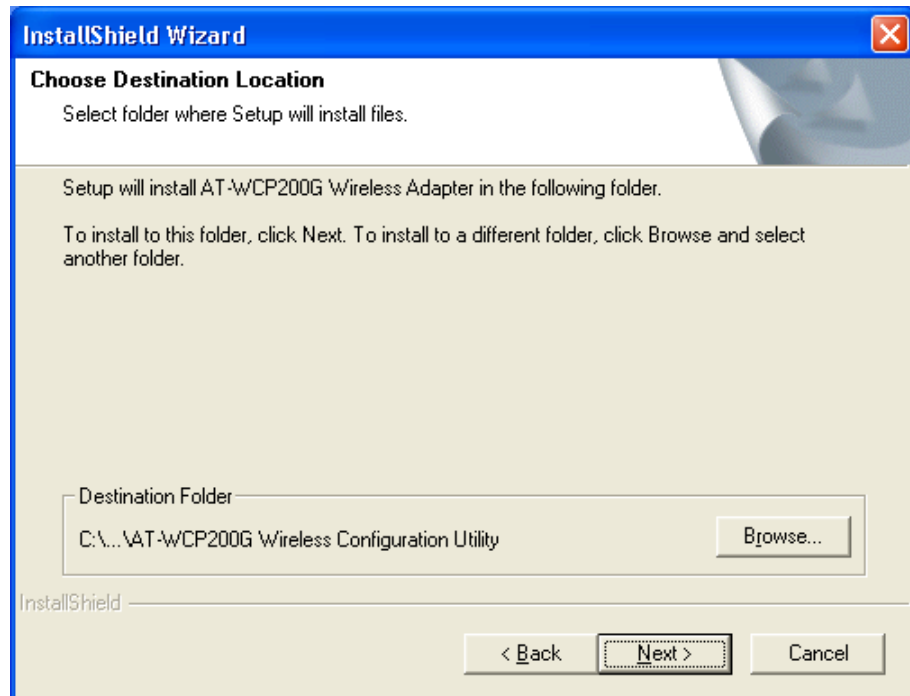 InstallShield Wizard
Choose Destination Location
Select folder where Setup will install files.
Setup will install AT-WCP200G Wireless Adapter in the following folder.
To install to this folder, click Next. To install to a different folder, click Browse and select
another folder.
Destination Folder
C:\...\AT-WCP200G Wireless Configuration Utility
Browse...
InstallShield
< Back
Next >
Cancel